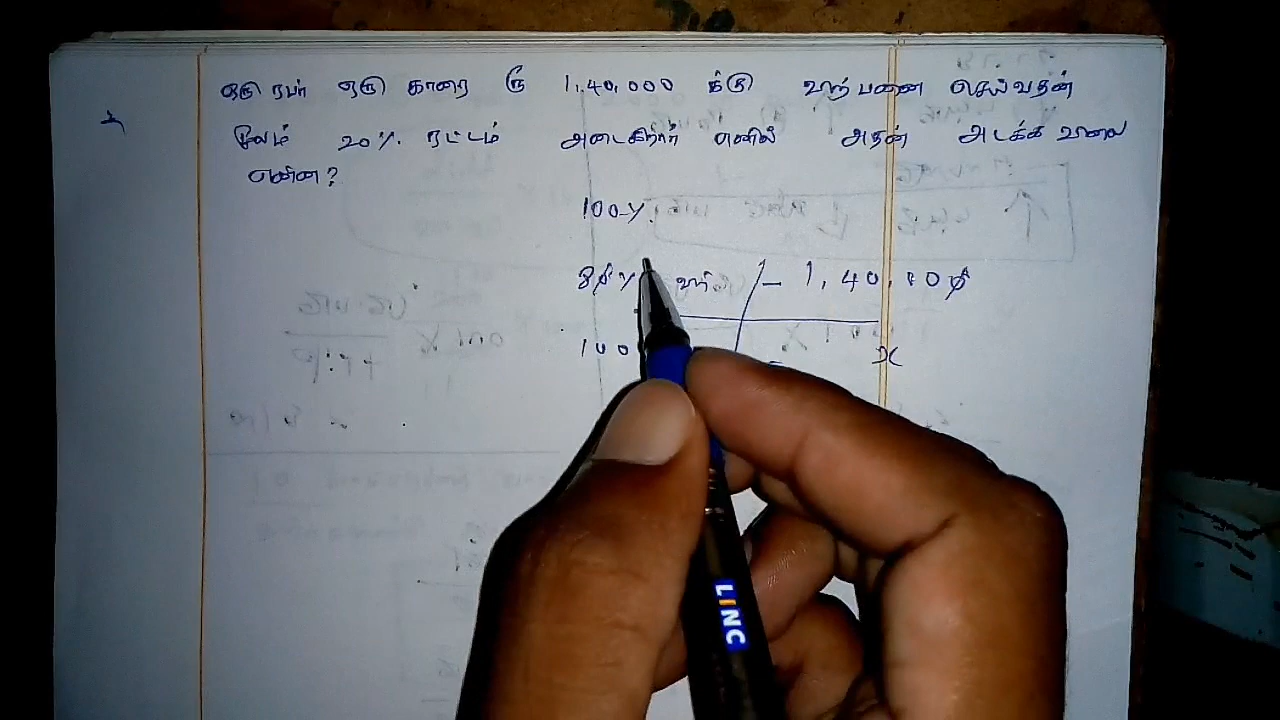 ஒரு நபர் ஒரு காரை ரூ 1,40,000 க்கு விற்பனை செய்வதன்
மூலம் 20% நட்டம் அடைகிறார் எனில் அதன் அடக்க விலை
என்ன?
100%
80% வி - 1,40,000
100 x
LINC